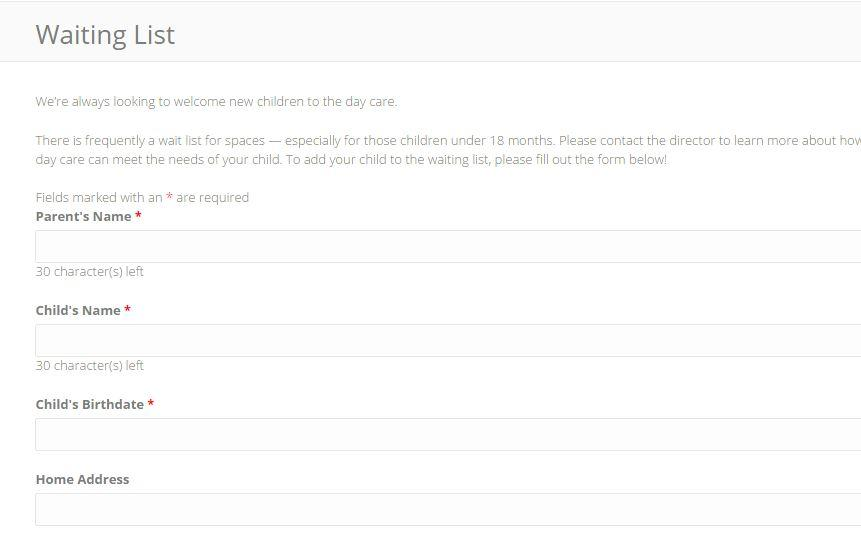 Waiting List
We're always looking to welcome new children to the day care.
There is frequently a wait list for spaces — especially for those children under 18 months. Please contact the director to learn more about how
day care can meet the needs of your child. To add your child to the waiting list, please fill out the form below!
Fields marked with an * are required
Parent's Name *
30 character(s) left
Child's Name *
30 character(s) left
Child's Birthdate *
Home Address